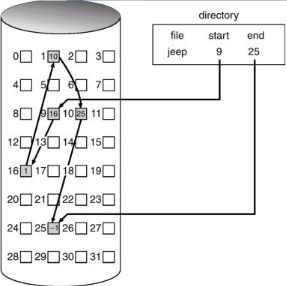 directory
file start end
jeep 9 25
0 1 10 2 3
4 5 6 7
8 9 16 10 25 11
12 13 14 15
16 1 17 18 19
20 21 22 23
24 25 -1 26 27
28 29 30 31